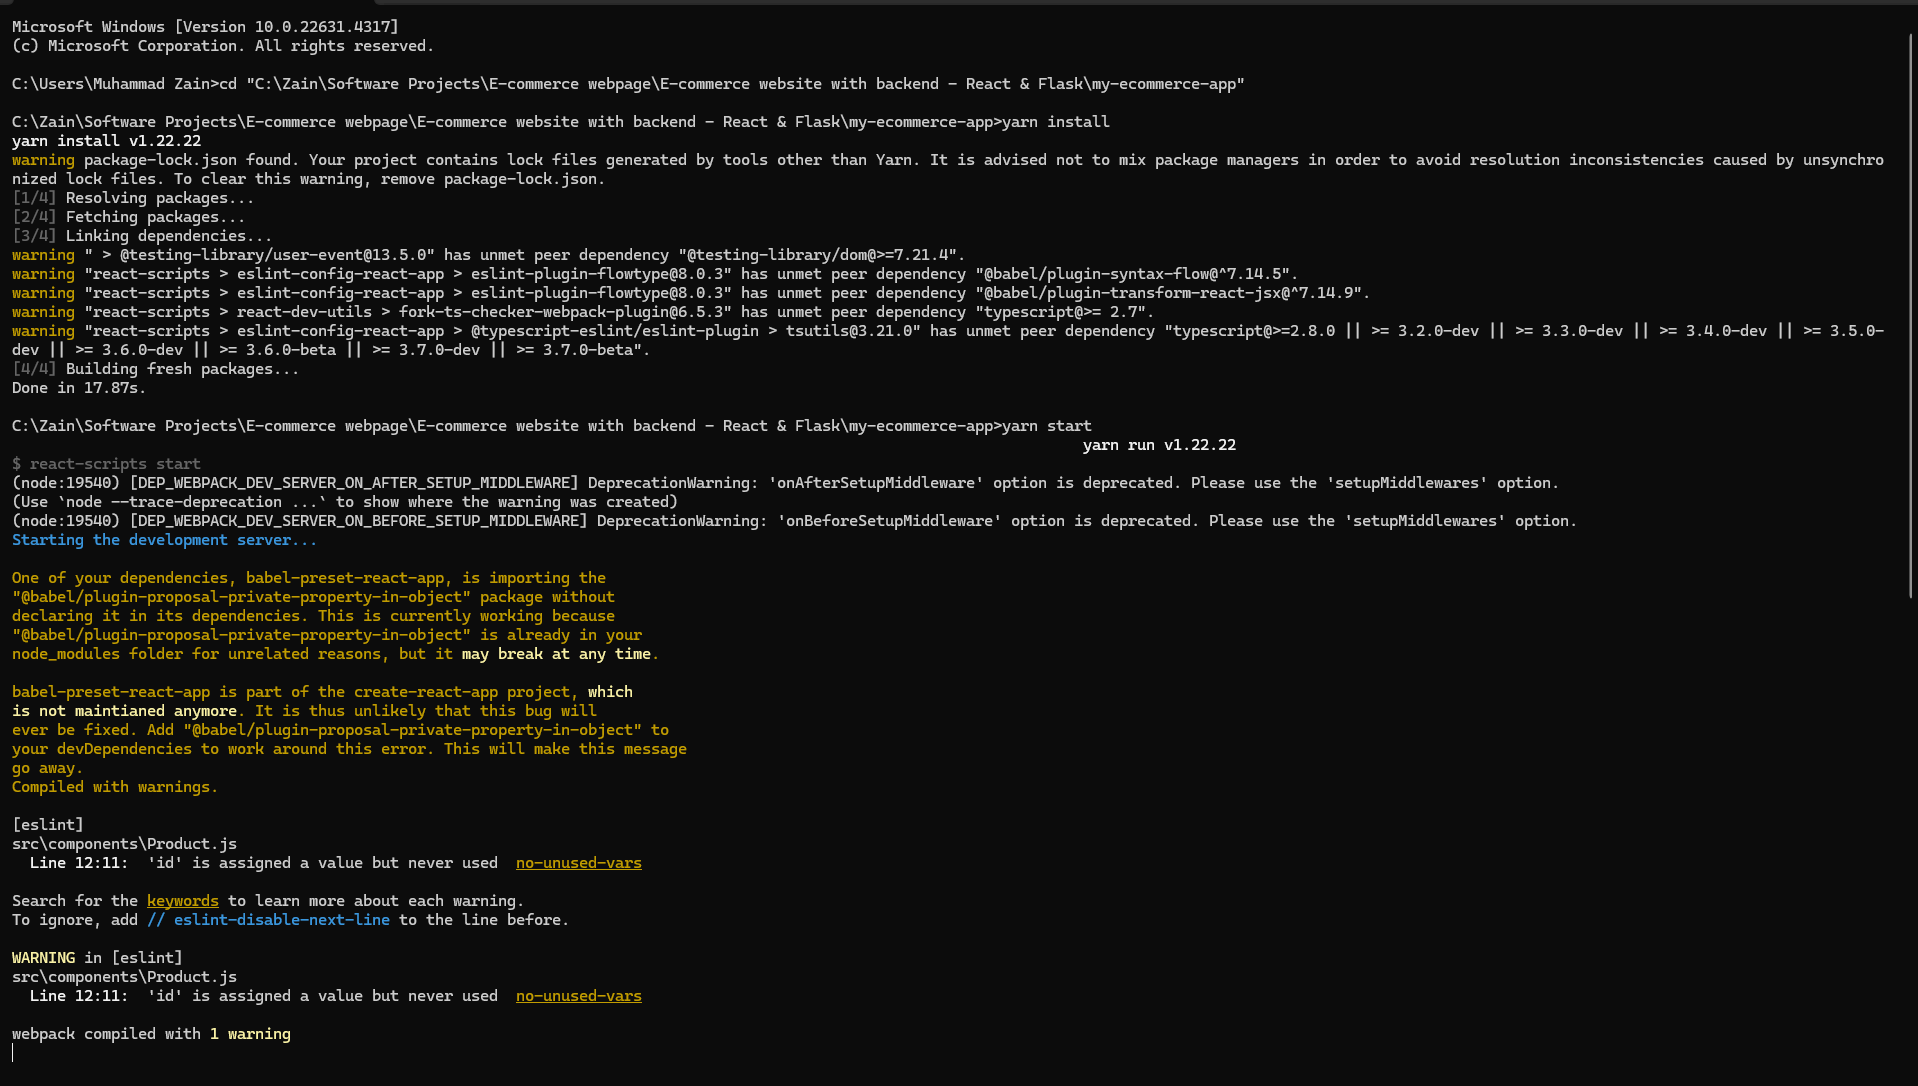 Microsoft Windows [Version 10.0.22631.4317]
(c) Microsoft Corporation. All rights reserved.
C:\Users\Muhammad Zain>cd "C:\Zain\Software Projects\E-commerce webpage\E-commerce website with backend - React & Flask\my-ecommerce-app"
C:\Zain\Software Projects\E-commerce webpage\E-commerce website with backend - React & Flask\my-ecommerce-app>yarn install
yarn install v1.22.22
warning package-lock.json found. Your project contains lock files generated by tools other than Yarn. It is advised not to mix package managers in order to avoid resolution inconsistencies caused by unsynchro
nized lock files. To clear this warning, remove package-lock.json.
[1/4] Resolving packages...
[2/4] Fetching packages...
[3/4] Linking dependencies...
warning " > @testing-library/user-event@13.5.0" has unmet peer dependency "@testing-library/dom@>=7.21.4".
warning "react-scripts > eslint-config-react-app > eslint-plugin-flowtype@8.0.3" has unmet peer dependency "@babel/plugin-syntax-flow@^7.14.5".
warning "react-scripts > eslint-config-react-app > eslint-plugin-flowtype@8.0.3" has unmet peer dependency "@babel/plugin-transform-react-jsx@^7.14.9".
warning "react-scripts > react-dev-utils > fork-ts-checker-webpack-plugin@6.5.3" has unmet peer dependency "typescript@>= 2.7".
warning "react-scripts > eslint-config-react-app > @typescript-eslint/eslint-plugin > tsutils@3.21.0" has unmet peer dependency "typescript@>=2.8.0 || >= 3.2.0-dev || >= 3.3.0-dev || >= 3.4.0-dev || >= 3.5.0-
dev || >= 3.6.0-dev || >= 3.6.0-beta || >= 3.7.0-dev || >= 3.7.0-beta".
[4/4] Building fresh packages...
Done in 17.87s.
C:\Zain\Software Projects\E-commerce webpage\E-commerce website with backend - React & Flask\my-ecommerce-app>yarn start
yarn run v1.22.22
$ react-scripts start
(node:19540) [DEP_WEBPACK_DEV_SERVER_ON_AFTER_SETUP_MIDDLEWARE] DeprecationWarning: 'onAfterSetupMiddleware' option is deprecated. Please use the 'setupMiddlewares' option.
(Use `node --trace-deprecation ...` to show where the warning was created)
(node:19540) [DEP_WEBPACK_DEV_SERVER_ON_BEFORE_SETUP_MIDDLEWARE] DeprecationWarning: 'onBeforeSetupMiddleware' option is deprecated. Please use the 'setupMiddlewares' option.
Starting the development server...
One of your dependencies, babel-preset-react-app, is importing the
"@babel/plugin-proposal-private-property-in-object" package without
declaring it in its dependencies. This is currently working because
"@babel/plugin-proposal-private-property-in-object" is already in your
node_modules folder for unrelated reasons, but it may break at any time.
babel-preset-react-app is part of the create-react-app project, which
is not maintianed anymore. It is thus unlikely that this bug will
ever be fixed. Add "@babel/plugin-proposal-private-property-in-object" to
your devDependencies to work around this error. This will make this message
go away.
Compiled with warnings.
[eslint]
src\components\Product.js
Line 12:11:  'id' is assigned a value but never used  no-unused-vars
Search for the keywords to learn more about each warning.
To ignore, add // eslint-disable-next-line to the line before.
WARNING in [eslint]
src\components\Product.js
Line 12:11:  'id' is assigned a value but never used  no-unused-vars
webpack compiled with 1 warning